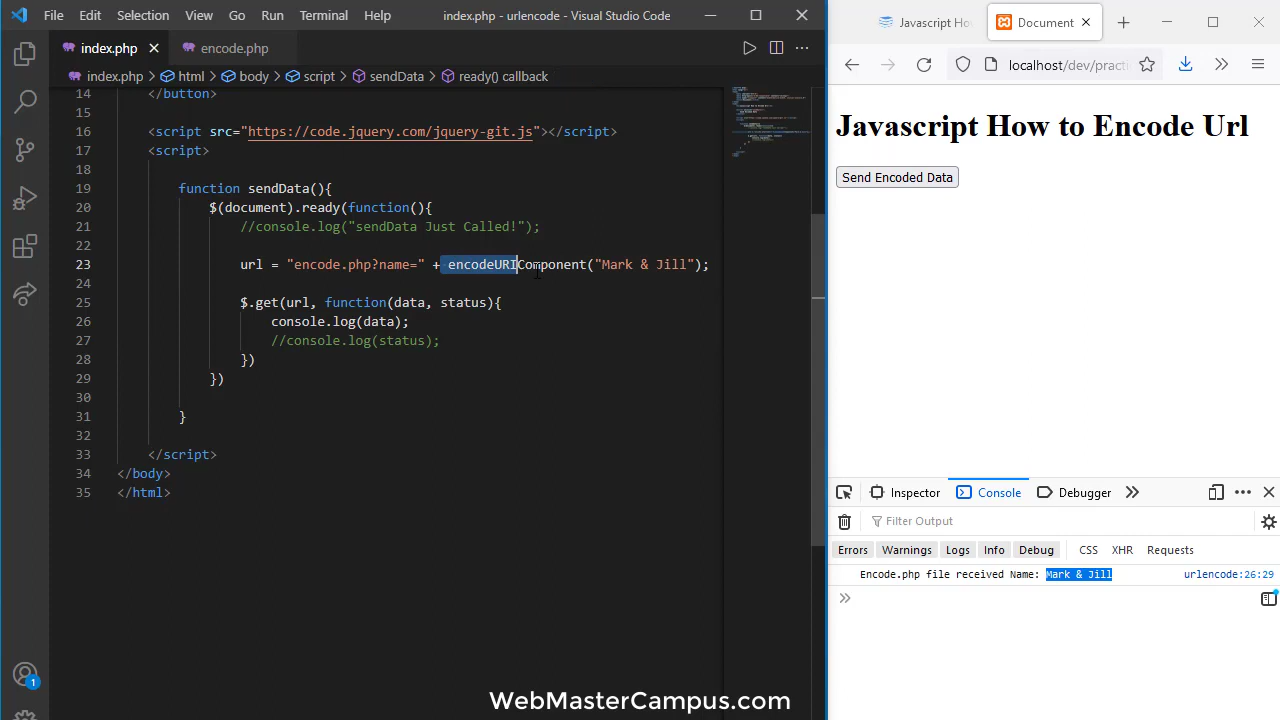 File Edit Selection View Go Run Terminal Help index.php - urlencode - Visual Studio Code
index.php encode.php
index.php > html > body > script > sendData > ready() callback
14 </button>
15
16 <script src="https://code.jquery.com/jquery-git.js"></script>
17 <script>
18
19 function sendData(){
20 $(document).ready(function(){
21 //console.log("sendData Just Called!");
22
23 url = "encode.php?name=" + encodeURIComponent("Mark & Jill");
24
25 $.get(url, function(data, status){
26 console.log(data);
27 //console.log(status);
28 })
29 })
30
31 }
32
33 </script>
34 </body>
35 </html>
1
Javascript Ho
Document
localhost/dev/practi
Javascript How to Encode Url
Send Encoded Data
Inspector Console Debugger
Filter Output
Errors Warnings Logs Info Debug CSS XHR Requests
Encode.php file received Name: Mark & Jill urlencode:26:29
WebMasterCampus.com